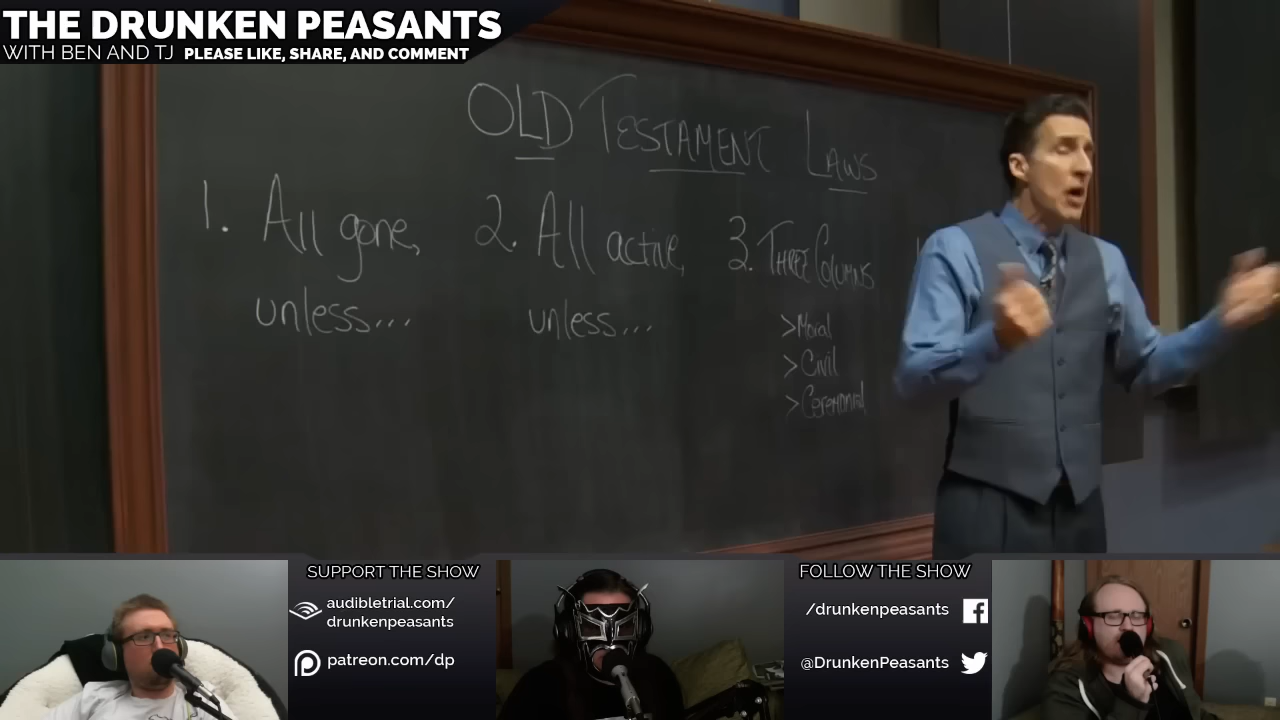 THE DRUNKEN PEASANTS
WITH BEN AND TJ PLEASE LIKE, SHARE, AND COMMENT
OLD TESTAMENT LAWS
1. All gone,
unless...
2. All active,
unless...
3. THREE COLUMNS
>Moral
>Civil
>Ceremonial
SUPPORT THE SHOW
audibletrial.com/
drunkenpeasants
patreon.com/dp
FOLLOW THE SHOW
/drunkenpeasants
@DrunkenPeasants